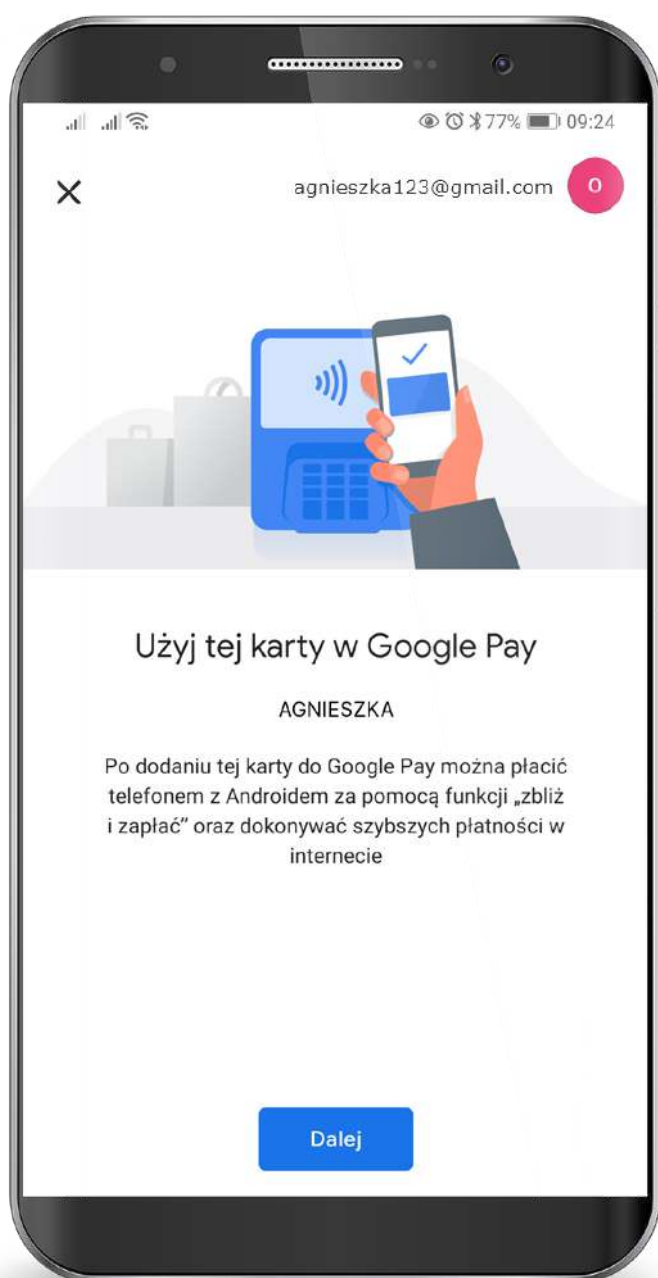 77% 09:24
agnieszka123@gmail.com O
Użyj tej karty w Google Pay
AGNIESZKA
Po dodaniu tej karty do Google Pay można płacić
telefonem z Androidem za pomocą funkcji „zbliż
i zapłać” oraz dokonywać szybszych płatności w
internecie
Dalej